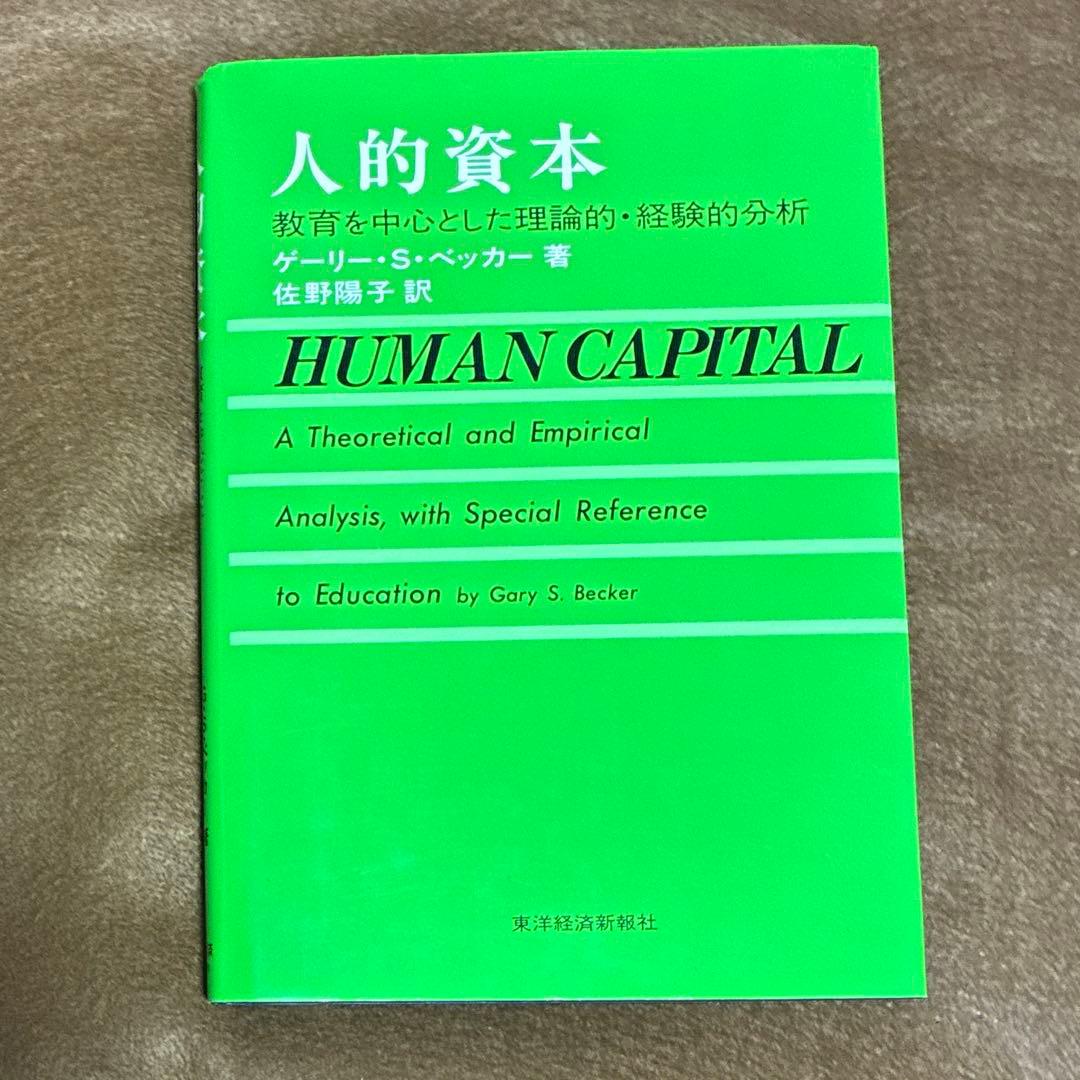 人的資本
教育を中心とした理論的・経験的分析
ゲーリー・S・ベッカー 著
佐野陽子 訳
HUMAN CAPITAL
A Theoretical and Empirical
Analysis, with Special Reference
to Education by Gary S. Becker
東洋経済新報社